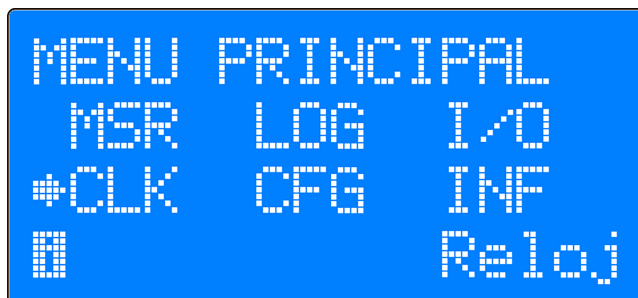 MENU PRINCIPAL
MSR LOG I/O
→CLK CFG INF
i Reloj